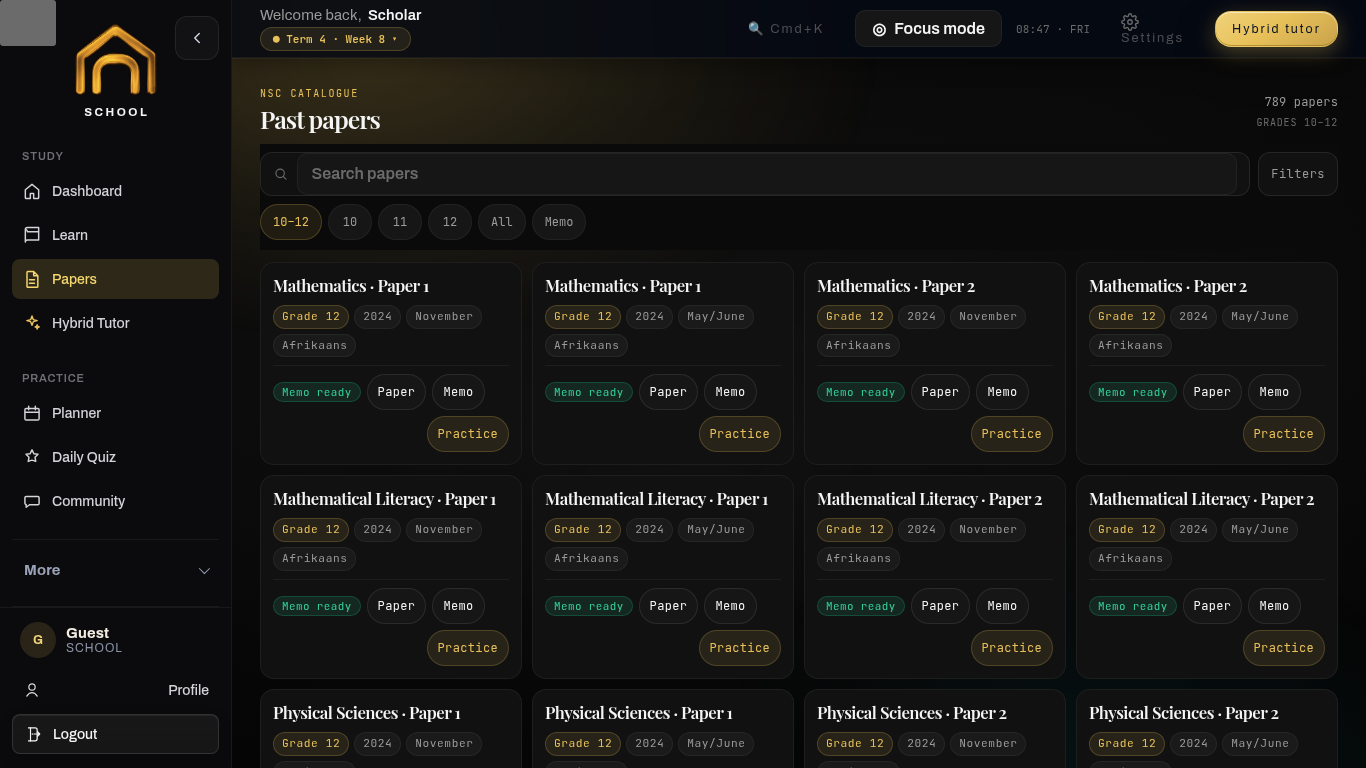 SCHOOL
STUDY
Dashboard
Learn
Papers
Hybrid Tutor
PRACTICE
Planner
Daily Quiz
Community
More
G
Guest
SCHOOL
Profile
Logout
Welcome back, Scholar
Term 4 · Week 8
Cmd+K
Focus mode
08:47 · FRI
Settings
Hybrid tutor
NSC CATALOGUE
Past papers
789 papers
GRADES 10–12
Search papers
Filters
10–12 10 11 12 All Memo
Mathematics · Paper 1
Grade 12 2024 November
Afrikaans
Memo ready Paper Memo
Practice
Mathematics · Paper 1
Grade 12 2024 May/June
Afrikaans
Memo ready Paper Memo
Practice
Mathematics · Paper 2
Grade 12 2024 November
Afrikaans
Memo ready Paper Memo
Practice
Mathematics · Paper 2
Grade 12 2024 May/June
Afrikaans
Memo ready Paper Memo
Practice
Mathematical Literacy · Paper 1
Grade 12 2024 November
Afrikaans
Memo ready Paper Memo
Practice
Mathematical Literacy · Paper 1
Grade 12 2024 May/June
Afrikaans
Memo ready Paper Memo
Practice
Mathematical Literacy · Paper 2
Grade 12 2024 November
Afrikaans
Memo ready Paper Memo
Practice
Mathematical Literacy · Paper 2
Grade 12 2024 May/June
Afrikaans
Memo ready Paper Memo
Practice
Physical Sciences · Paper 1
Grade 12 2024 November
Physical Sciences · Paper 1
Grade 12 2024 May/June
Physical Sciences · Paper 2
Grade 12 2024 November
Physical Sciences · Paper 2
Grade 12 2024 May/June